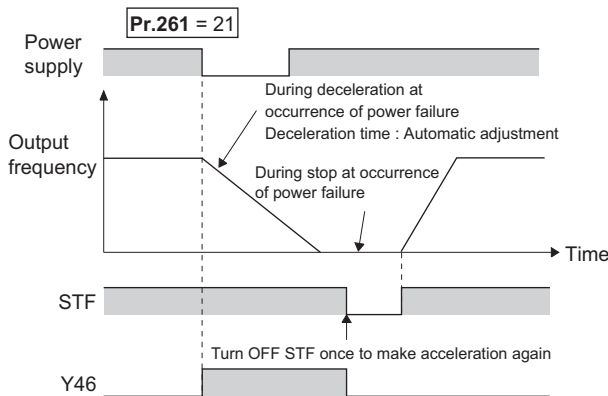 Pr.261 = 21
Power
supply
During deceleration at
occurrence of power failure
Deceleration time : Automatic adjustment
Output
frequency
During stop at occurrence
of power failure
Time
STF
Turn OFF STF once to make acceleration again
Y46